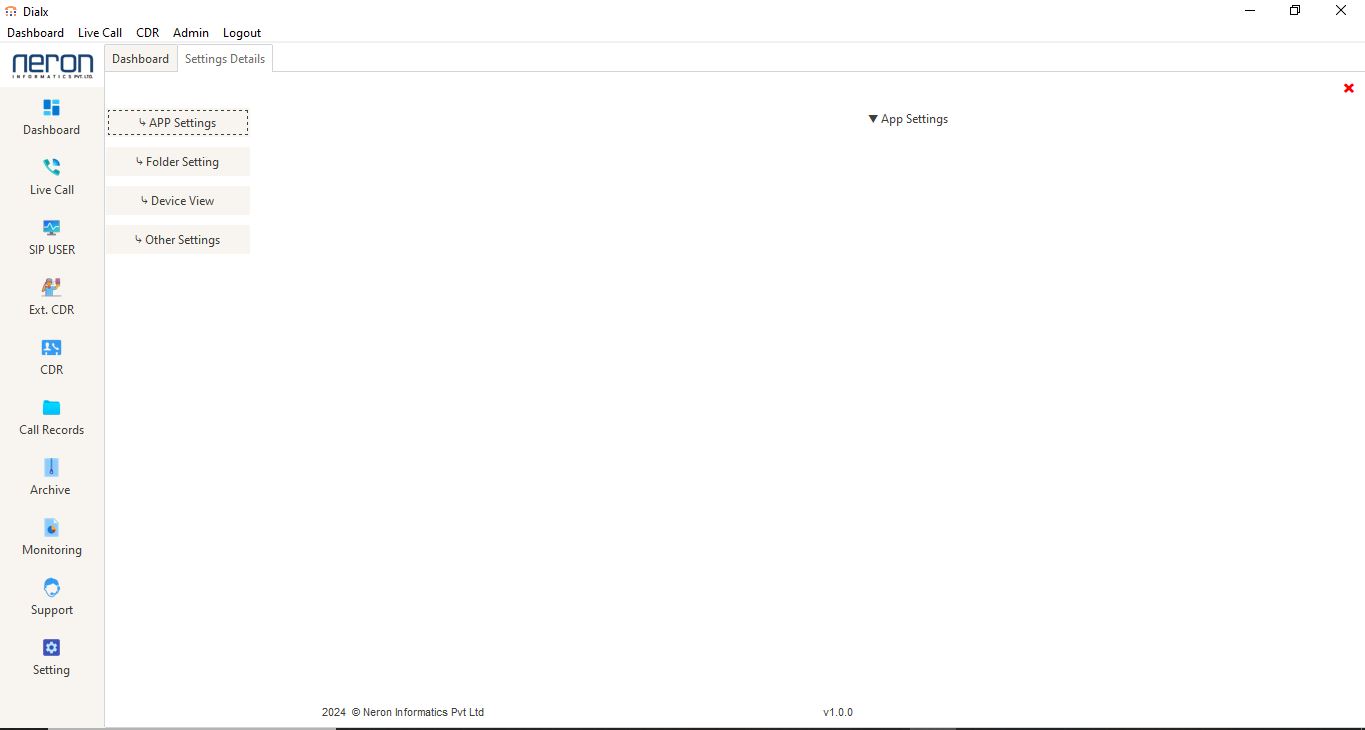 Dialx
Dashboard Live Call CDR Admin Logout
neron
INFORMATICS PVT. LTD.
Dashboard Settings Details
↳ APP Settings
↳ Folder Setting
↳ Device View
↳ Other Settings
▼ App Settings
Dashboard
Live Call
SIP USER
Ext. CDR
CDR
Call Records
Archive
Monitoring
Support
Setting
2024 © Neron Informatics Pvt Ltd
v1.0.0